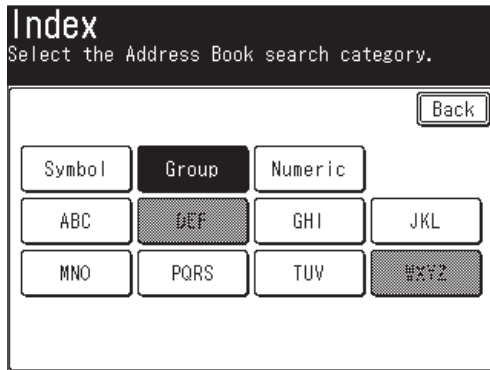 Index
Select the Address Book search category.
Back
Symbol Group Numeric
ABC DEF GHI JKL
MNO PQRS TUV WXYZ